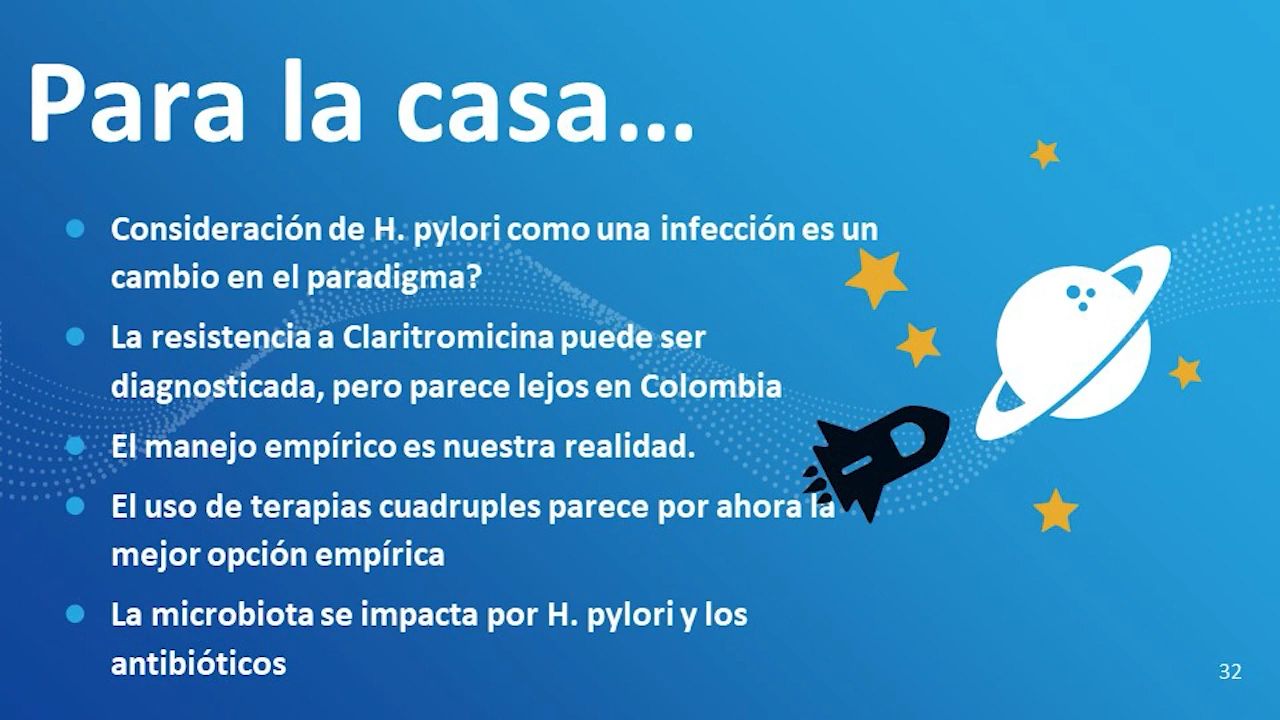 Para la casa...
Consideración de H. pylori como una infección es un
cambio en el paradigma?
La resistencia a Claritromicina puede ser
diagnosticada, pero parece lejos en Colombia
El manejo empírico es nuestra realidad.
El uso de terapias cuadruples parece por ahora la
mejor opción empírica
La microbiota se impacta por H. pylori y los
antibióticos
32